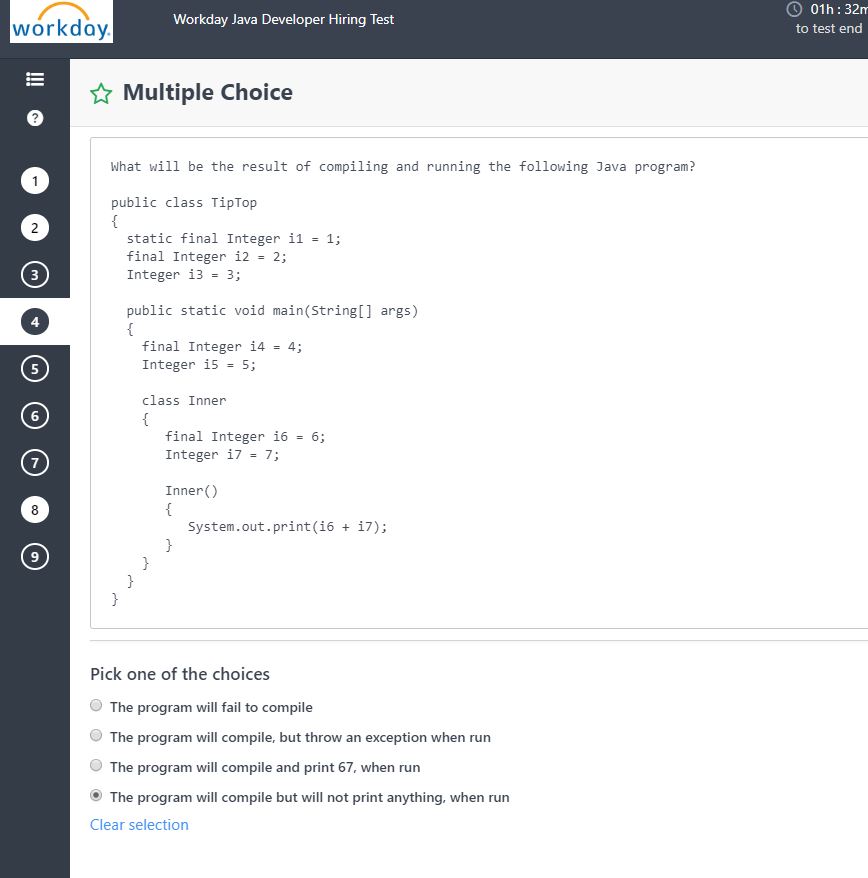 workday.
Workday Java Developer Hiring Test
01h : 32m
to test end
?
1
2
3
4
5
6
7
8
9
Multiple Choice
What will be the result of compiling and running the following Java program?
public class TipTop
{
static final Integer i1 = 1;
final Integer i2 = 2;
Integer i3 = 3;
public static void main(String[] args)
{
final Integer i4 = 4;
Integer i5 = 5;
class Inner
{
final Integer i6 = 6;
Integer i7 = 7;
Inner()
{
System.out.print(i6 + i7);
}
}
}
}
Pick one of the choices
The program will fail to compile
The program will compile, but throw an exception when run
The program will compile and print 67, when run
The program will compile but will not print anything, when run
Clear selection